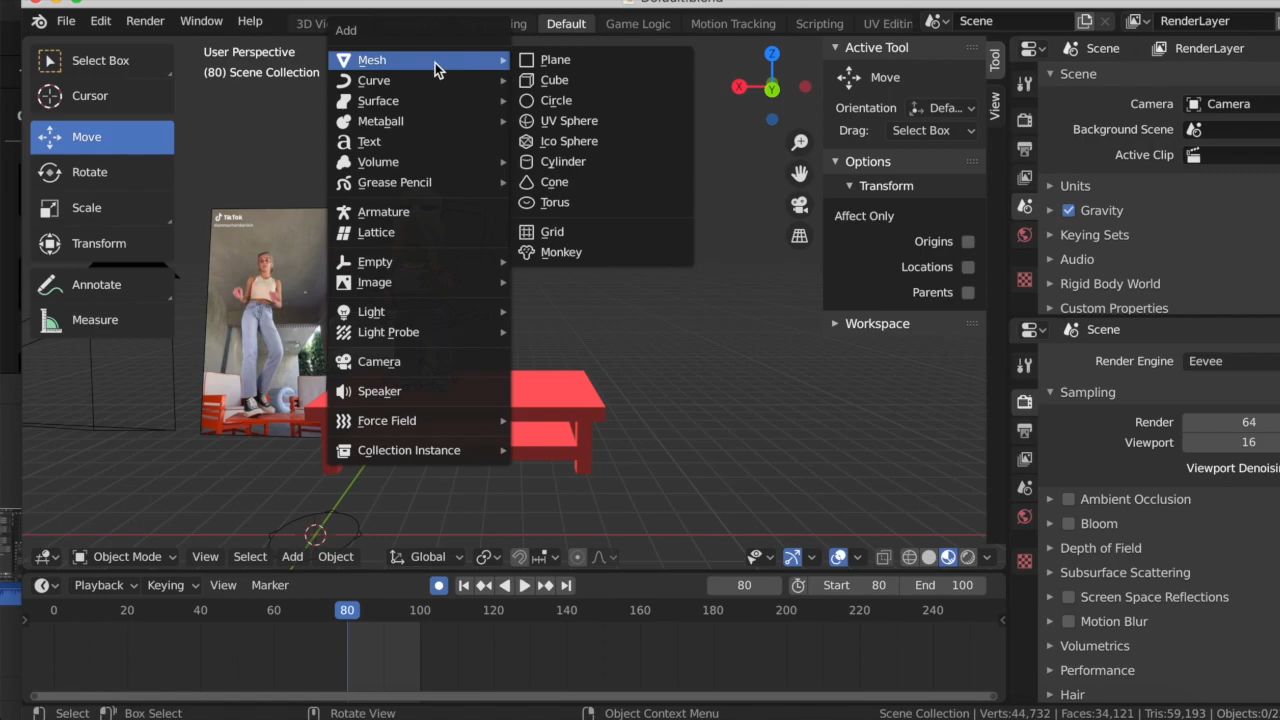 Default.blend
File Edit Render Window Help
3D Vi
Default Game Logic Motion Tracking Scripting UV Editin
Scene
RenderLayer
User Perspective
(80) Scene Collection
Select Box
Cursor
Move
Rotate
Scale
Transform
Annotate
Measure
Add
Mesh
Curve
Surface
Metaball
Text
Volume
Grease Pencil
Armature
Lattice
Empty
Image
Light
Light Probe
Camera
Speaker
Force Field
Collection Instance
Plane
Cube
Circle
UV Sphere
Ico Sphere
Cylinder
Cone
Torus
Grid
Monkey
TikTok
Z
X
Y
Active Tool
Move
Orientation Defa...
Drag: Select Box
Options
Transform
Affect Only
Origins
Locations
Parents
Workspace
Tool
View
Scene RenderLayer
Scene
Camera Camera
Background Scene
Active Clip
Units
Gravity
Keying Sets
Audio
Rigid Body World
Custom Properties
Scene
Render Engine Eevee
Sampling
Render 64
Viewport 16
Viewport Denoisi
Ambient Occlusion
Bloom
Depth of Field
Subsurface Scattering
Screen Space Reflections
Motion Blur
Volumetrics
Performance
Hair
Object Mode View Select Add Object Global
Playback Keying View Marker 80 Start 80 End 100
0 20 40 60 80 100 120 140 160 180 200 220 240
Select Box Select Rotate View Object Context Menu Scene Collection | Verts:44,732 | Faces:34,121 | Tris:59,193 | Objects:0/2